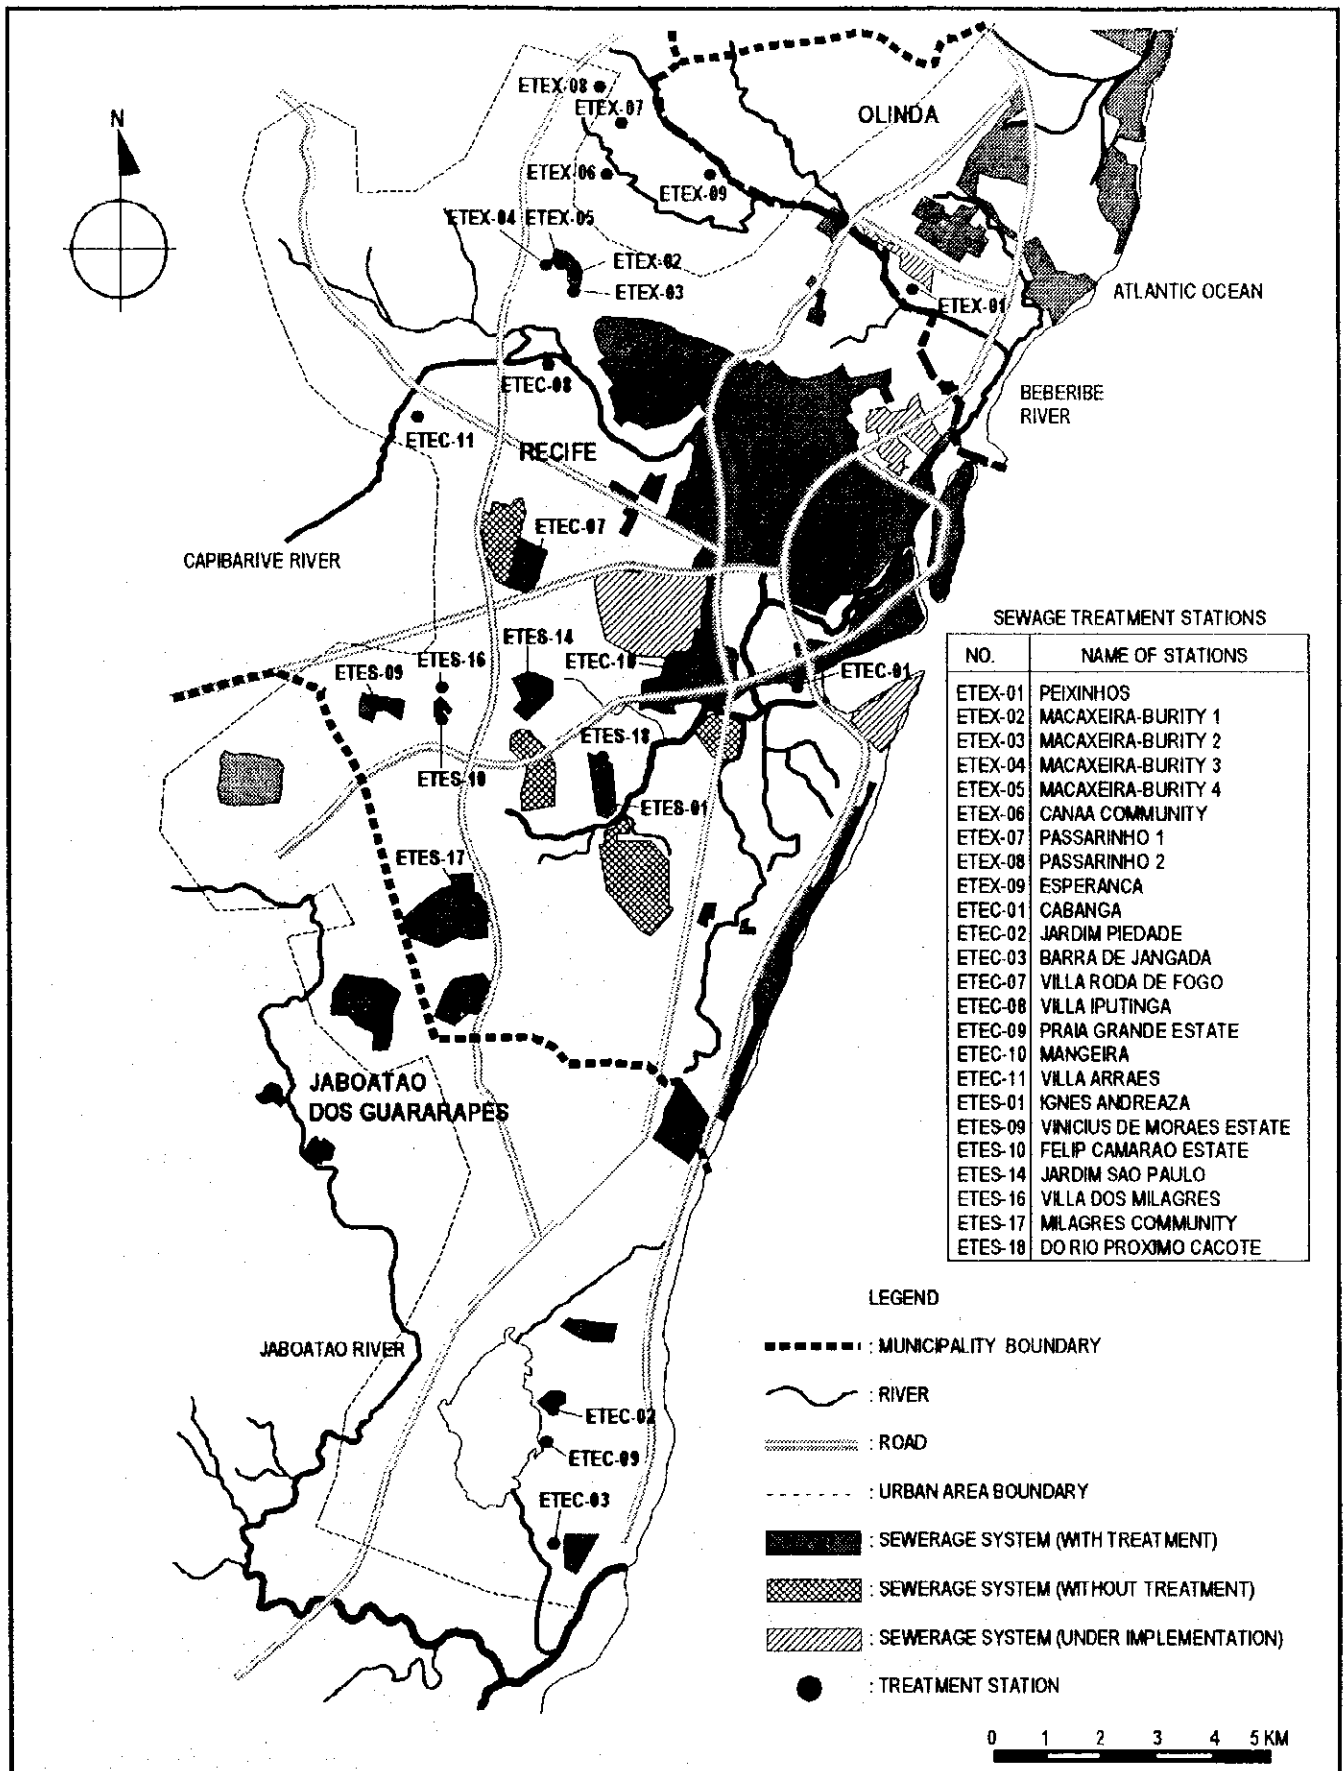 N
ETEX-08
ETEX-07
OLINDA
ETEX-06
ETEX-09
ETEX-04 ETEX-05
ETEX-02
ETEX-03
ETEX-01
ATLANTIC OCEAN
ETEC-08
BEBERIBE
RIVER
ETEC-11
RECIFE
ETEC-07
CAPIBARIVE RIVER
ETES-14
ETES-16
ETES-09
ETEC-10
ETEC-01
ETES-18
ETES-10
ETES-01
ETES-17
JABOATAO
DOS GUARARAPES
JABOATAO RIVER
ETEC-02
ETEC-09
ETEC-03
SEWAGE TREATMENT STATIONS
NO. NAME OF STATIONS
ETEX-01 PEIXINHOS
ETEX-02 MACAXEIRA-BURITY 1
ETEX-03 MACAXEIRA-BURITY 2
ETEX-04 MACAXEIRA-BURITY 3
ETEX-05 MACAXEIRA-BURITY 4
ETEX-06 CANAA COMMUNITY
ETEX-07 PASSARINHO 1
ETEX-08 PASSARINHO 2
ETEX-09 ESPERANCA
ETEC-01 CABANGA
ETEC-02 JARDIM PIEDADE
ETEC-03 BARRA DE JANGADA
ETEC-07 VILLA RODA DE FOGO
ETEC-08 VILLA IPUTINGA
ETEC-09 PRAIA GRANDE ESTATE
ETEC-10 MANGEIRA
ETEC-11 VILLA ARRAES
ETES-01 IGNES ANDREAZA
ETES-09 VINICIUS DE MORAES ESTATE
ETES-10 FELIP CAMARAO ESTATE
ETES-14 JARDIM SAO PAULO
ETES-16 VILLA DOS MILAGRES
ETES-17 MILAGRES COMMUNITY
ETES-18 DO RIO PROXIMO CACOTE
LEGEND
: MUNICIPALITY BOUNDARY
: RIVER
: ROAD
: URBAN AREA BOUNDARY
: SEWERAGE SYSTEM (WITH TREATMENT)
: SEWERAGE SYSTEM (WITHOUT TREATMENT)
: SEWERAGE SYSTEM (UNDER IMPLEMENTATION)
: TREATMENT STATION
0 1 2 3 4 5 KM